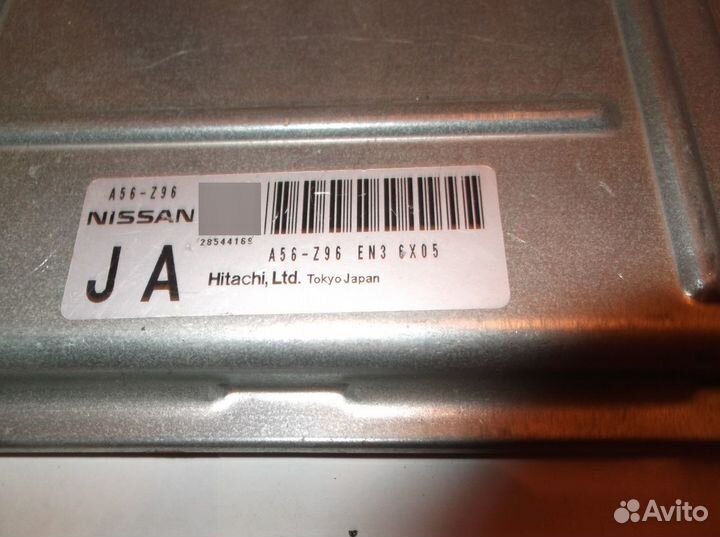 A56-Z96
NISSAN
28544169
A56-Z96 EN3 6X05
JA
Hitachi, Ltd. Tokyo Japan
Avito